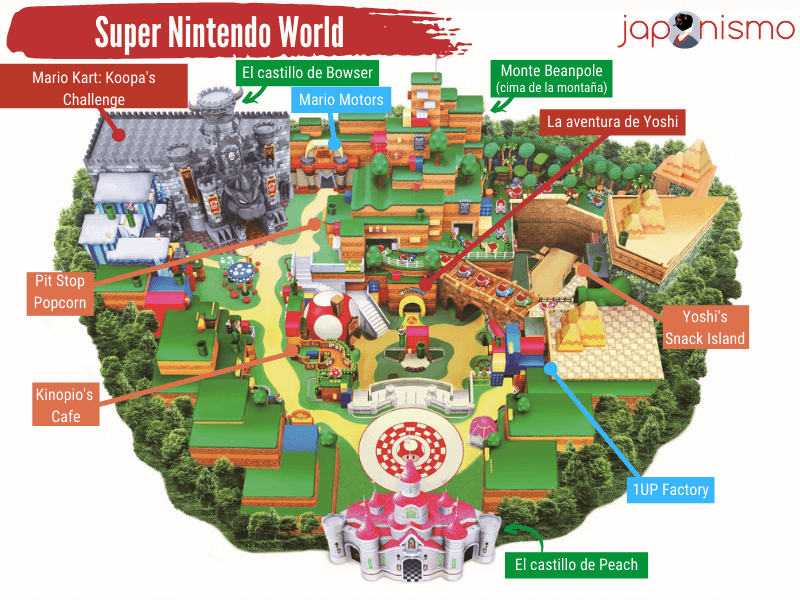 Super Nintendo World
japonismo
Mario Kart: Koopa's
Challenge
El castillo de Bowser
Mario Motors
Monte Beanpole
(cima de la montaña)
La aventura de Yoshi
Pit Stop
Popcorn
Yoshi's
Snack Island
Kinopio's
Cafe
1UP Factory
El castillo de Peach